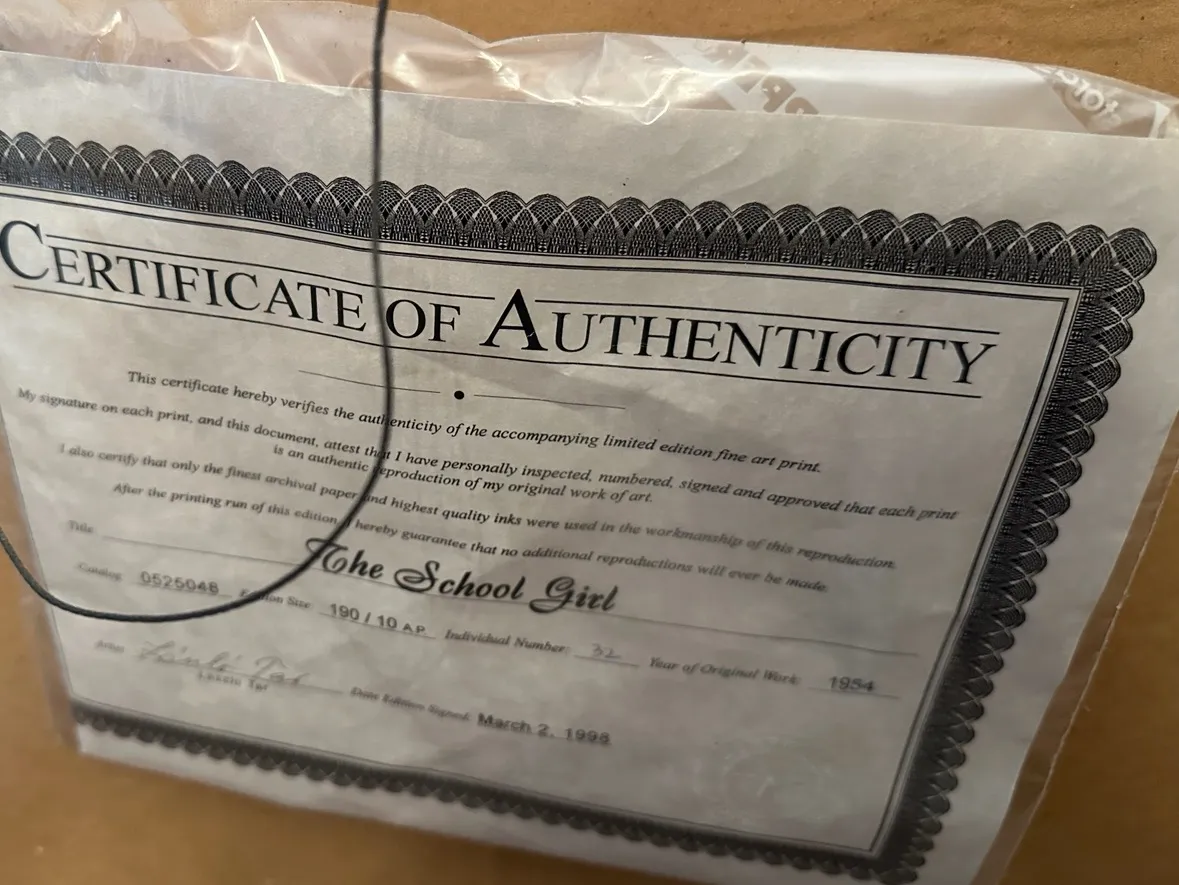 CERTIFICATE OF AUTHENTICITY
This certificate hereby verifies the authenticity of the accompanying limited edition fine art print.
My signature on each print, and this document, attest that I have personally inspected, numbered, signed and approved that each print
is an authentic reproduction of my original work of art.
I also certify that only the finest archival paper and highest quality inks were used in the workmanship of this reproduction.
After the printing run of this edition I hereby guarantee that no additional reproductions will ever be made.
Title The School Girl
Catalog 0525048 Edition Size 190 / 10 A.P. Individual Number: 32 Year of Original Work: 1954
Artist
Date Edition Signed: March 2, 1998